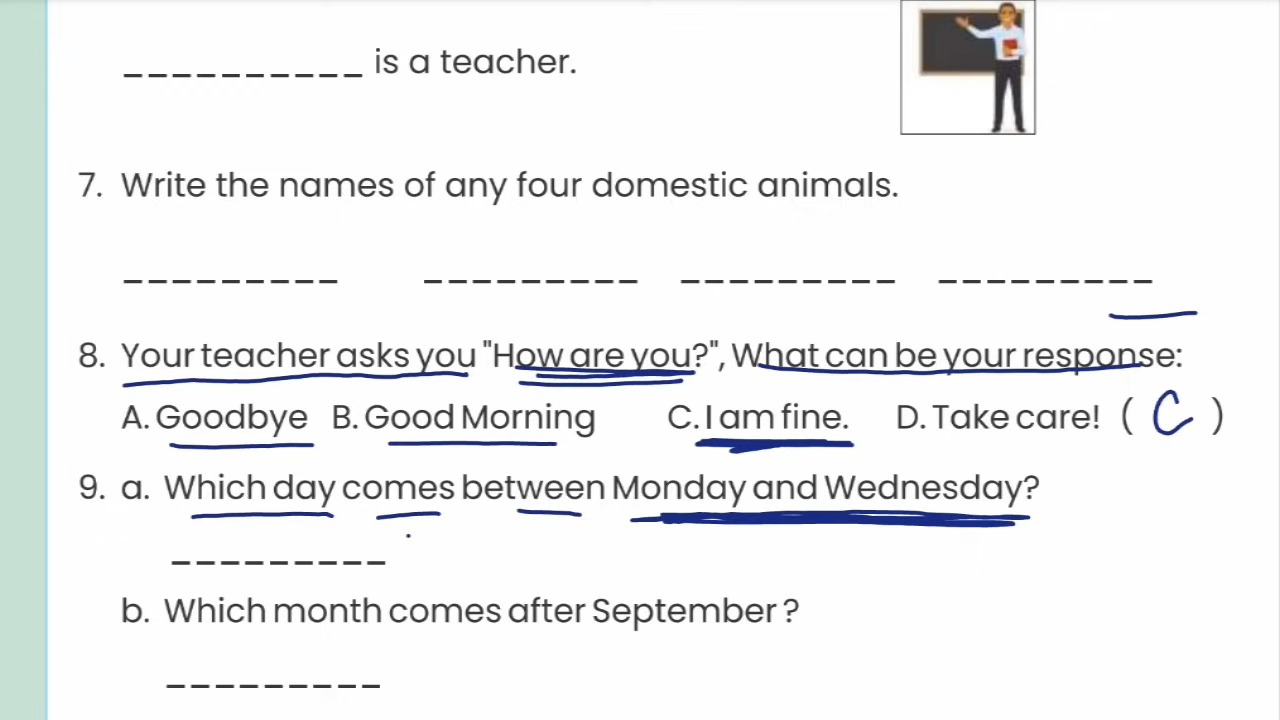 __________ is a teacher.
7. Write the names of any four domestic animals.
_________ _________ _________ _________
8. Your teacher asks you "How are you?", What can be your response:
A. Goodbye B. Good Morning C. I am fine. D. Take care! ( C )
9. a. Which day comes between Monday and Wednesday?
_________
b. Which month comes after September ?
_________